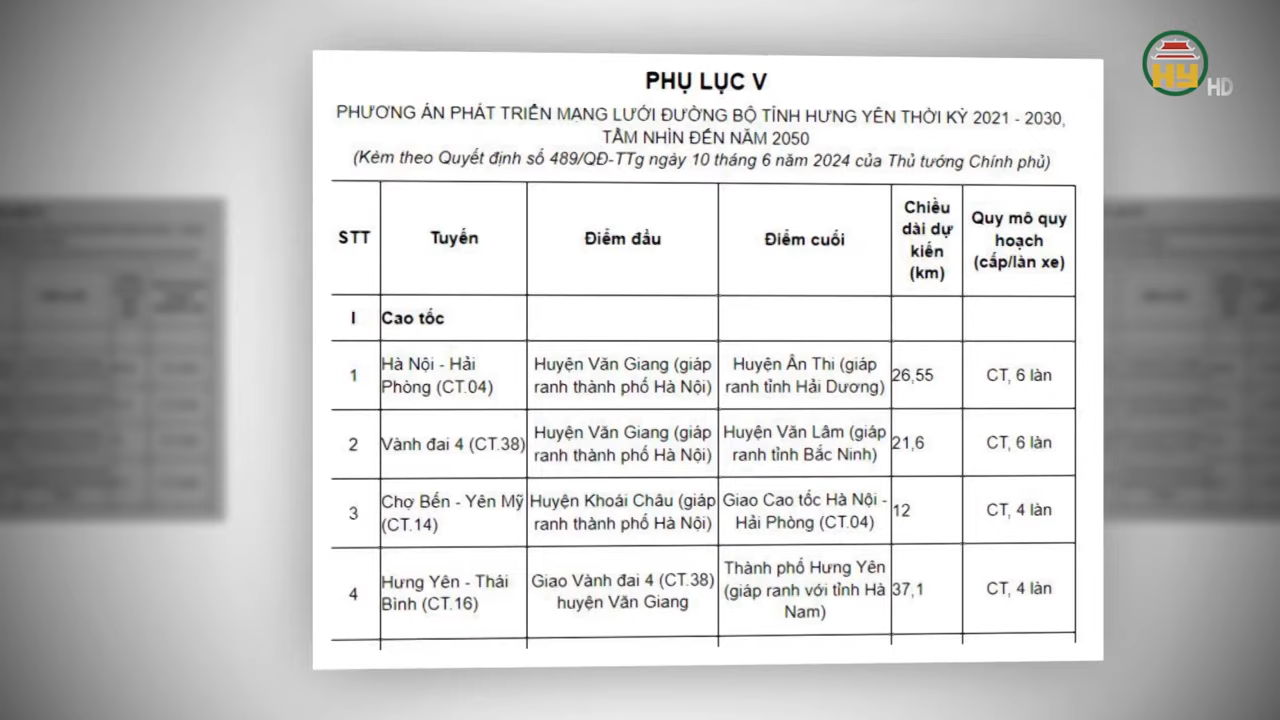 PHỤ LỤC V
PHƯƠNG ÁN PHÁT TRIỂN MẠNG LƯỚI ĐƯỜNG BỘ TỈNH HƯNG YÊN THỜI KỲ 2021 - 2030,
TẦM NHÌN ĐẾN NĂM 2050
(Kèm theo Quyết định số 489/QĐ-TTg ngày 10 tháng 6 năm 2024 của Thủ tướng Chính phủ)
STT
Tuyến
Điểm đầu
Điểm cuối
Chiều
dài dự
kiến
(km)
Quy mô quy
hoạch
(cấp/làn xe)
I
Cao tốc
1
Hà Nội - Hải
Phòng (CT.04)
Huyện Văn Giang (giáp
ranh thành phố Hà Nội)
Huyện Ân Thi (giáp
ranh tỉnh Hải Dương)
26,55
CT, 6 làn
2
Vành đai 4 (CT.38)
Huyện Văn Giang (giáp
ranh thành phố Hà Nội)
Huyện Văn Lâm (giáp
ranh tỉnh Bắc Ninh)
21,6
CT, 6 làn
3
Chợ Bến - Yên Mỹ
(CT.14)
Huyện Khoái Châu (giáp
ranh thành phố Hà Nội)
Giao Cao tốc Hà Nội -
Hải Phòng (CT.04)
12
CT, 4 làn
4
Hưng Yên - Thái
Bình (CT.16)
Giao Vành đai 4 (CT.38)
huyện Văn Giang
Thành phố Hưng Yên
(giáp ranh với tỉnh Hà
Nam)
37,1
CT, 4 làn
HY HD